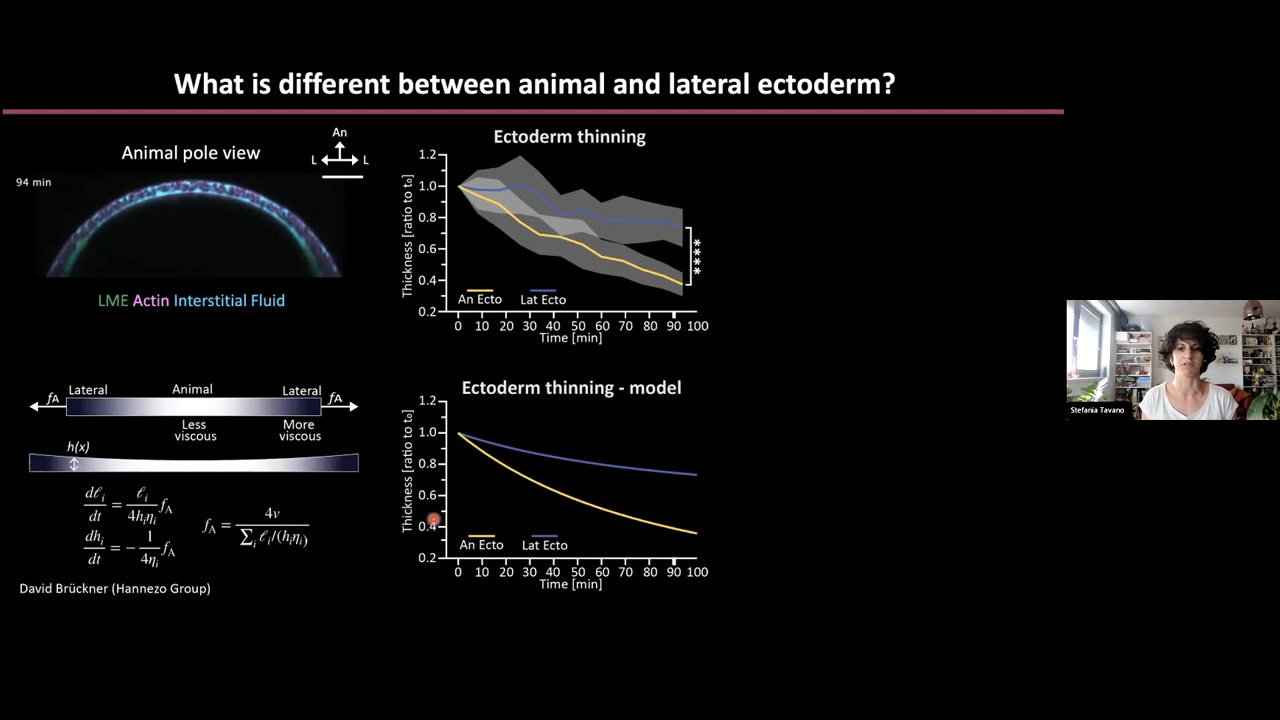 What is different between animal and lateral ectoderm?
Animal pole view
An
L L
94 min
LME Actin Interstitial Fluid
Ectoderm thinning
Thickness [ratio to t₀]
1.2
1.0
0.8
0.6
0.4
0.2
An Ecto Lat Ecto
****
0 10 20 30 40 50 60 70 80 90 100
Time [min]
Lateral Animal Lateral
fA fA
Less viscous
More viscous
h(x)
dℓi/dt = ℓi/(4hiηi) fA
dhi/dt = − 1/(4ηi) fA
fA = 4v/(∑i ℓi/(hiηi))
David Brückner (Hannezo Group)
Ectoderm thinning - model
Thickness [ratio to t₀]
1.2
1.0
0.8
0.6
0.4
0.2
An Ecto Lat Ecto
0 10 20 30 40 50 60 70 80 90 100
Time [min]
Stefania Tavano